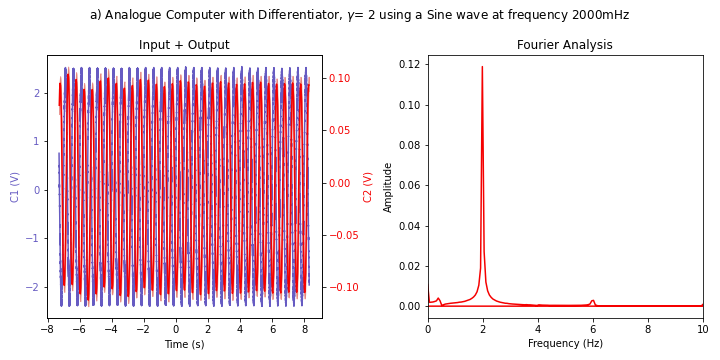 a) Analogue Computer with Differentiator, γ= 2 using a Sine wave at frequency 2000mHz
Input + Output
Fourier Analysis
C1 (V)
2
1
0
−1
−2
−8 −6 −4 −2 0 2 4 6 8
Time (s)
0.10
0.05
0.00
−0.05
−0.10
C2 (V)
Amplitude
0.12
0.10
0.08
0.06
0.04
0.02
0.00
0 2 4 6 8 10
Frequency (Hz)